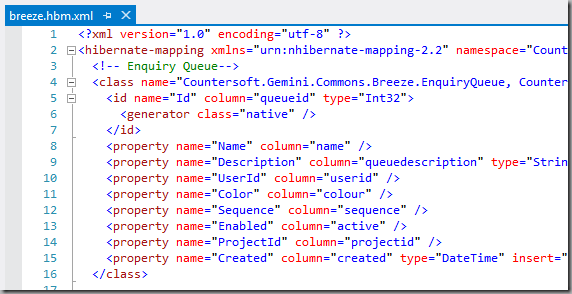 breeze.hbm.xml
1 <?xml version="1.0" encoding="utf-8" ?>
2 <hibernate-mapping xmlns="urn:nhibernate-mapping-2.2" namespace="Count
3 <!-- Enquiry Queue-->
4 <class name="Countersoft.Gemini.Commons.Breeze.EnquiryQueue, Counter
5 <id name="Id" column="queueid" type="Int32">
6 <generator class="native" />
7 </id>
8 <property name="Name" column="name" />
9 <property name="Description" column="queuedescription" type="Strin
10 <property name="UserId" column="userid" />
11 <property name="Color" column="colour" />
12 <property name="Sequence" column="sequence" />
13 <property name="Enabled" column="active" />
14 <property name="ProjectId" column="projectid" />
15 <property name="Created" column="created" type="DateTime" insert="
16 </class>
17